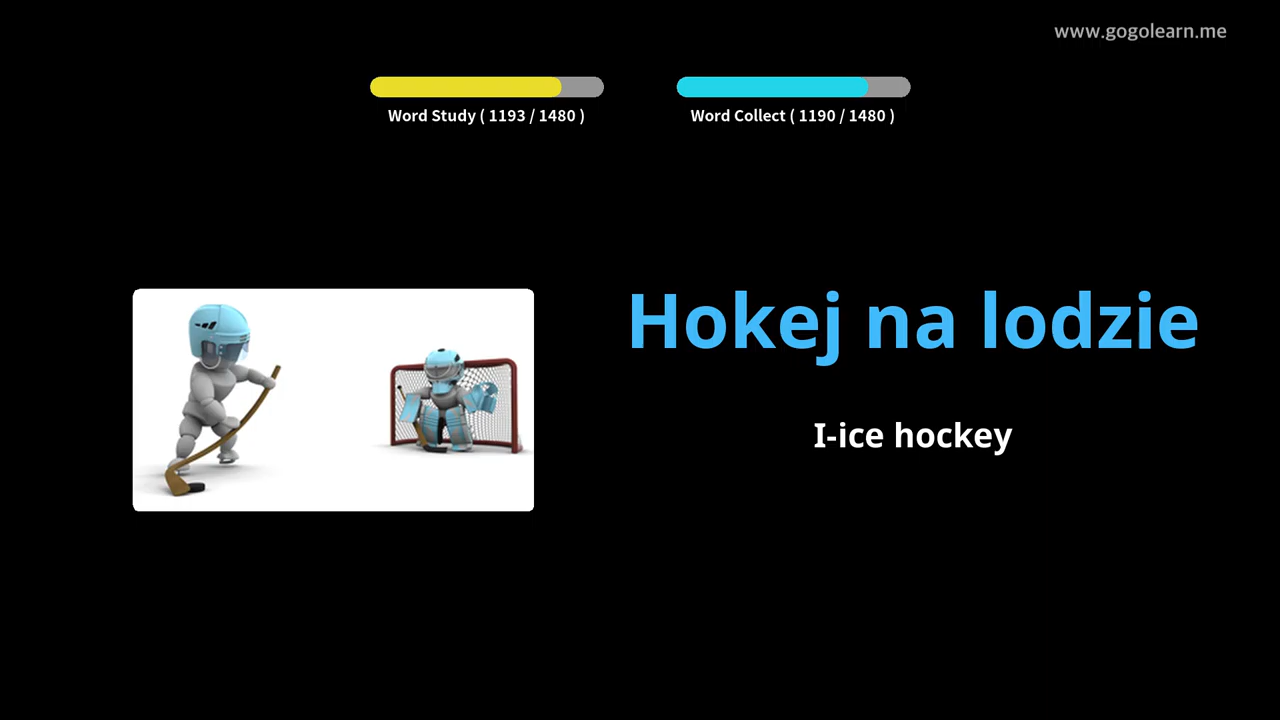 www.gogolearn.me
Word Study ( 1193 / 1480 )
Word Collect ( 1190 / 1480 )
Hokej na lodzie
I-ice hockey